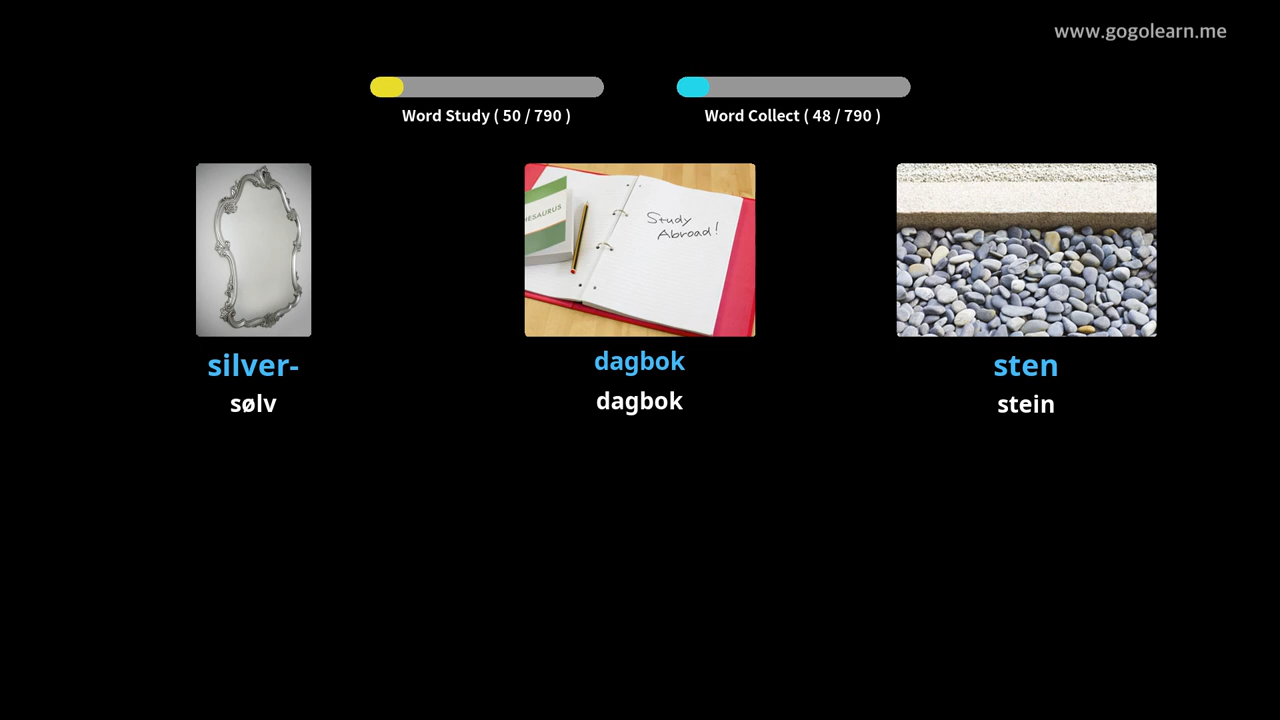 www.gogolearn.me
Word Study ( 50 / 790 )
Word Collect ( 48 / 790 )
HESAURUS
Study
Abroad!
silver-
sølv
dagbok
dagbok
sten
stein